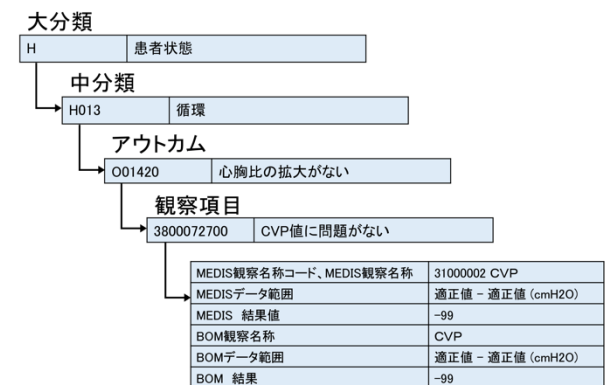 大分類
H 患者状態
中分類
H013 循環
アウトカム
O01420 心胸比の拡大がない
観察項目
3800072700 CVP値に問題がない
MEDIS観察名称コード、MEDIS観察名称 31000002 CVP
MEDISデータ範囲 適正値 - 適正値 (cmH2O)
MEDIS 結果値 -99
BOM観察名称 CVP
BOMデータ範囲 適正値 - 適正値 (cmH2O)
BOM 結果 -99